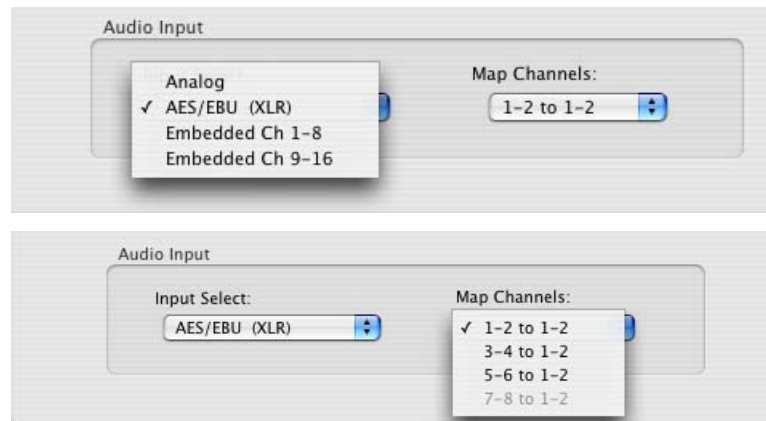 Audio Input
Map Channels:
Analog
✓ AES/EBU (XLR)
1-2 to 1-2
Embedded Ch 1-8
Embedded Ch 9-16
Audio Input
Input Select:
Map Channels:
AES/EBU (XLR)
✓ 1-2 to 1-2
3-4 to 1-2
5-6 to 1-2
7-8 to 1-2